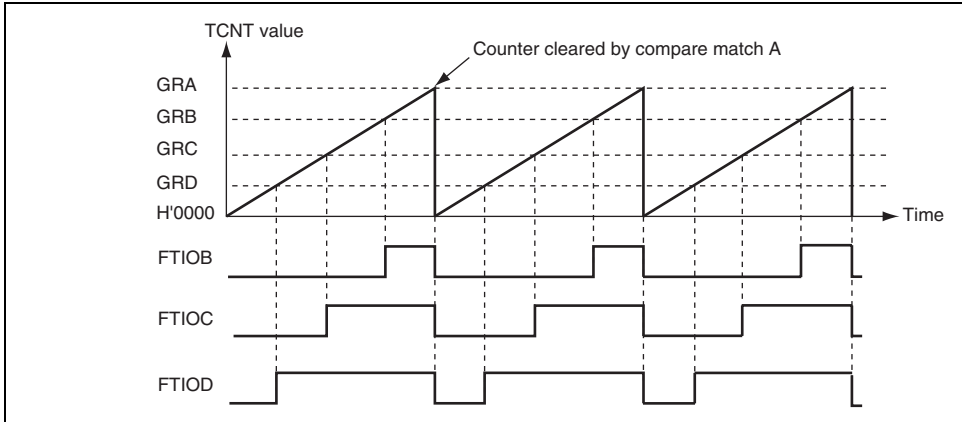 TCNT value
Counter cleared by compare match A
GRA
GRB
GRC
GRD
H'0000
Time
FTIOB
FTIOC
FTIOD